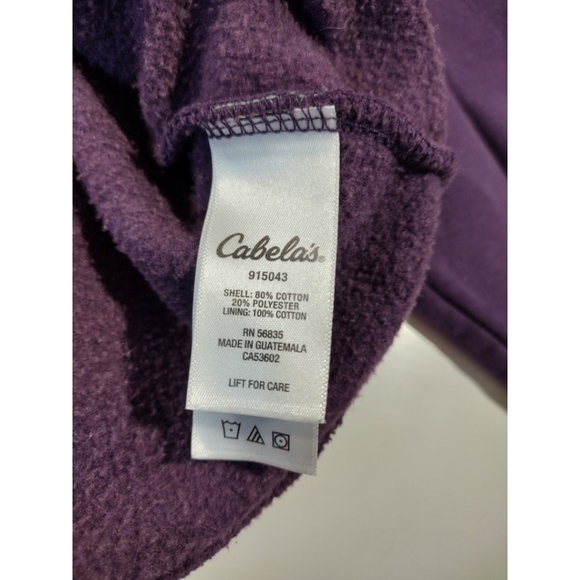 Cabela's®
915043
SHELL: 80% COTTON
20% POLYESTER
LINING: 100% COTTON
RN 56835
MADE IN GUATEMALA
CA53602
LIFT FOR CARE